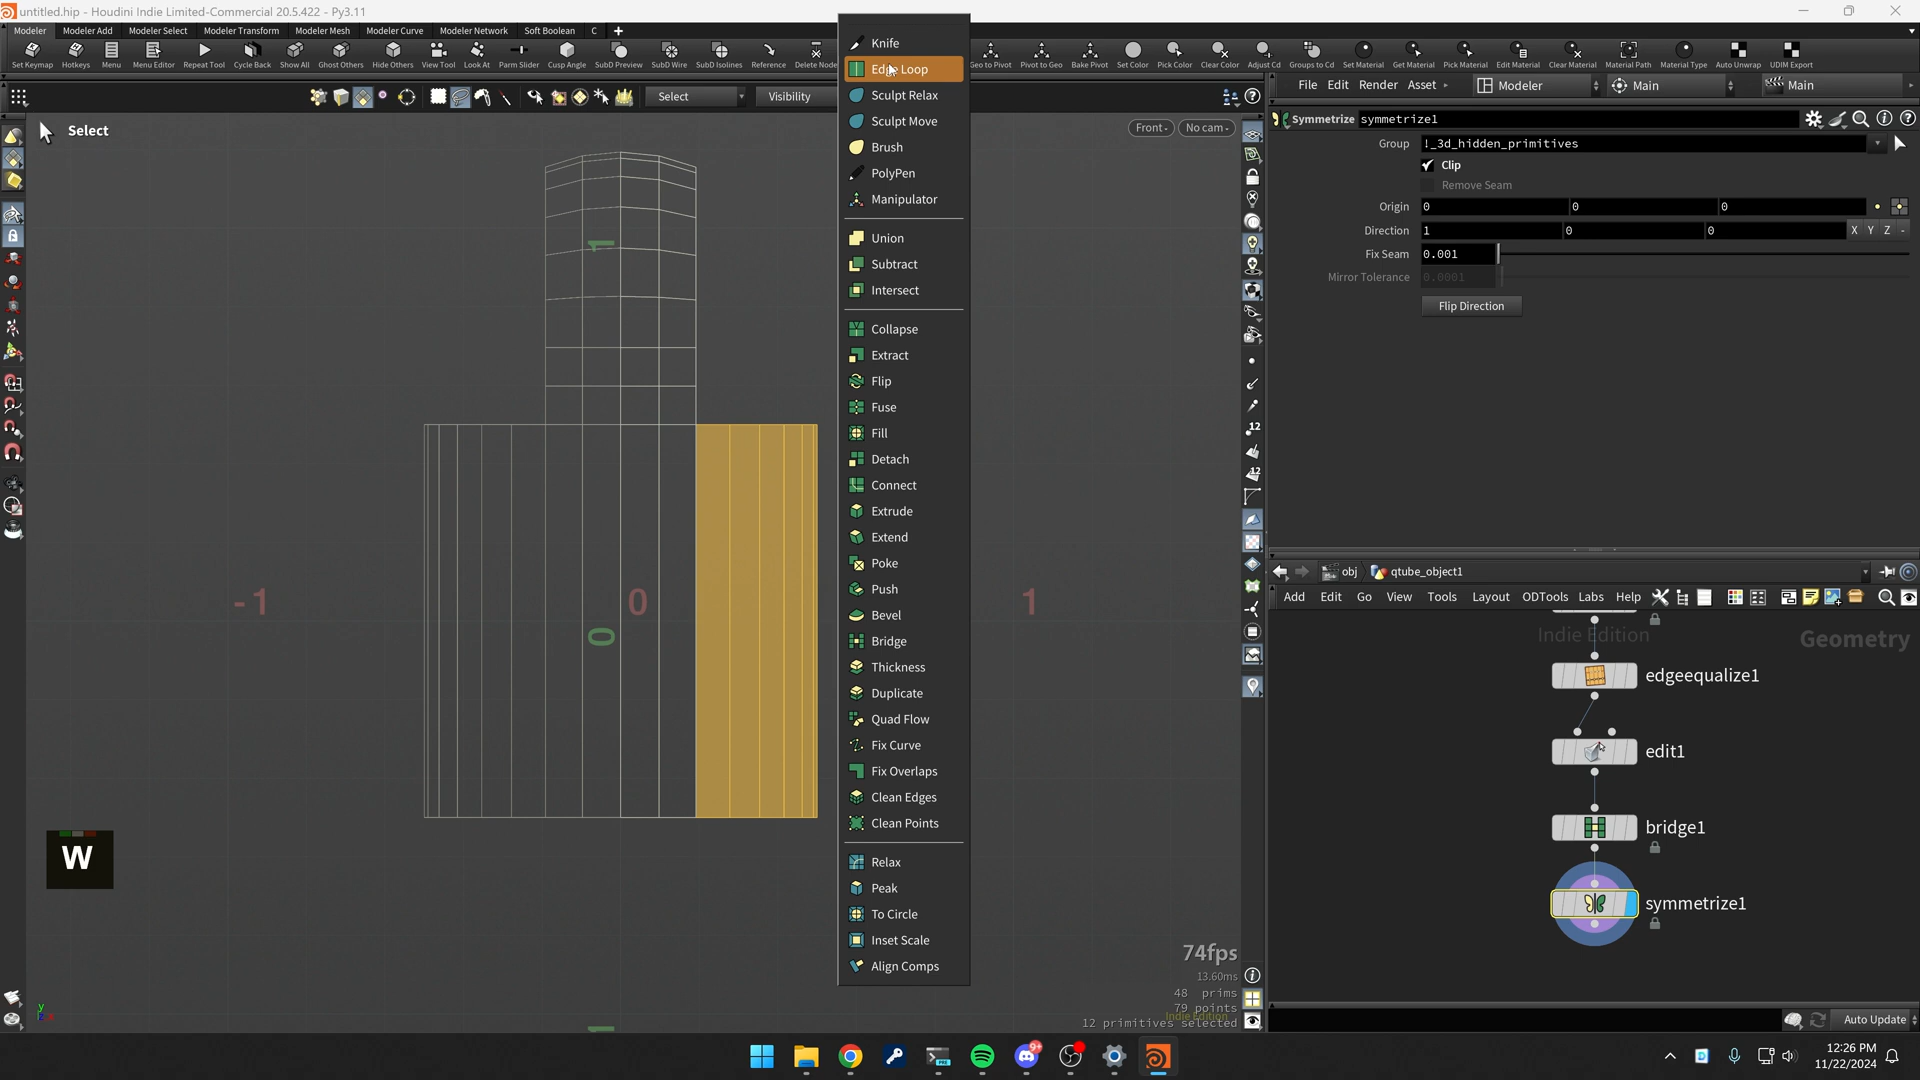 untitled.hip - Houdini Indie Limited-Commercial 20.5.422 - Py3.11
Modeler
Modeler Add
Modeler Select
Modeler Transform
Modeler Mesh
Modeler Curve
Modeler Network
Soft Boolean
C
Set Keymap
Hotkeys
Menu
Menu Editor
Repeat
Cycle Back
Show All
Ghost Others
Hide Others
View Tool
Look At
Parm Slider
Cusp Angle
SubD Preview
SubD Wire
SubD Isolines
Reference
Delete Node
Geo to Pivot
Pivot to Geo
Bake Pivot
Set Color
Pick Color
Clear Color
Adjust Cd
Groups to Cd
Set Material
Get Material
Pick Material
Edit Material
Clear Material
Material Path
Material Type
Auto Unwrap
UDIM Export
Select
Visibility
Select
Front
No cam
Knife
Edge Loop
Sculpt Relax
Sculpt Move
Brush
PolyPen
Manipulator
Union
Subtract
Intersect
Collapse
Extract
Flip
Fuse
Fill
Detach
Connect
Extrude
Extend
Poke
Push
Bevel
Bridge
Thickness
Duplicate
Quad Flow
Fix Curve
Fix Overlaps
Clean Edges
Clean Points
Relax
Peak
To Circle
Inset Scale
Align Comps
1
-1
0
1
0
1
W
74fps
13.60ms
48 prims
79 points
Indie Edition
12 primitives selected
File
Edit
Render
Asset
Modeler
Main
Main
Symmetrize symmetrize1
Group !_3d_hidden_primitives
Clip
Remove Seam
Origin 0 0 0
Direction 1 0 0 X Y Z -
Fix Seam 0.001
Mirror Tolerance 0.0001
Flip Direction
obj
qtube_object1
Add
Edit
Go
View
Tools
Layout
ODTools
Labs
Help
Indie Edition
Geometry
edgeequalize1
edit1
bridge1
symmetrize1
Auto Update
12
12
9+
12:26 PM
11/22/2024